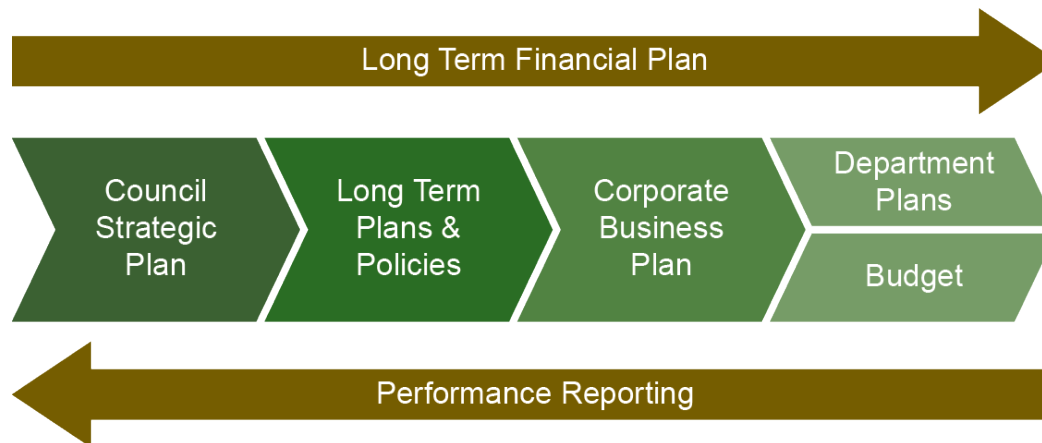 Long Term Financial Plan
Council
Strategic
Plan
Long Term
Plans &
Policies
Corporate
Business
Plan
Department
Plans
Budget
Performance Reporting